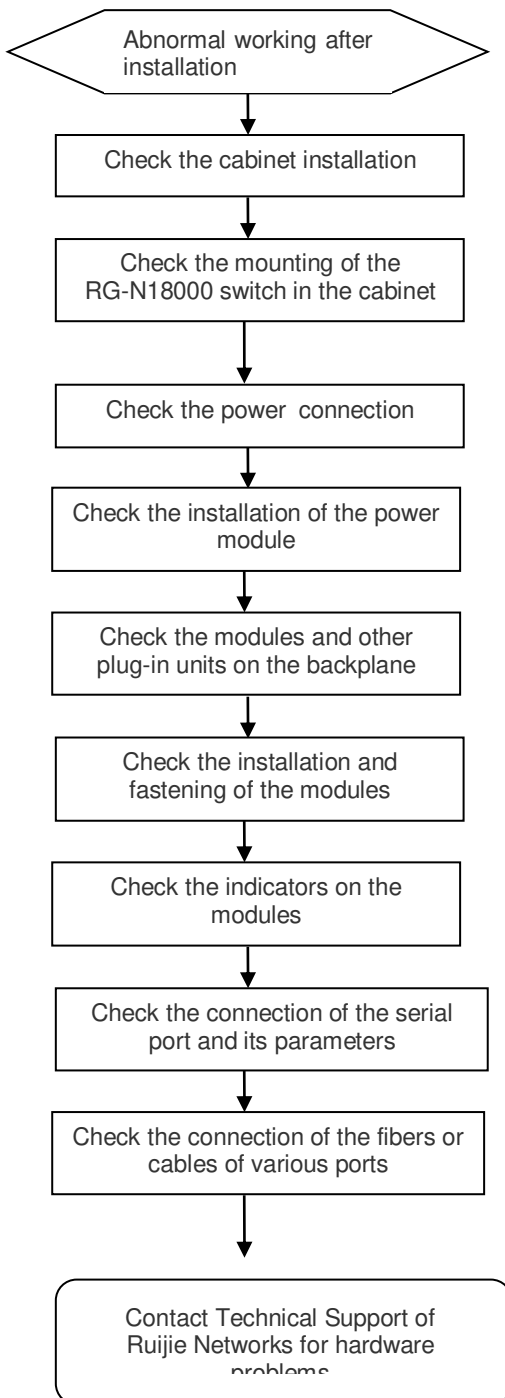 Abnormal working after
installation
Check the cabinet installation
Check the mounting of the
RG-N18000 switch in the cabinet
Check the power connection
Check the installation of the power
module
Check the modules and other
plug-in units on the backplane
Check the installation and
fastening of the modules
Check the indicators on the
modules
Check the connection of the serial
port and its parameters
Check the connection of the fibers or
cables of various ports
Contact Technical Support of
Ruijie Networks for hardware
problems